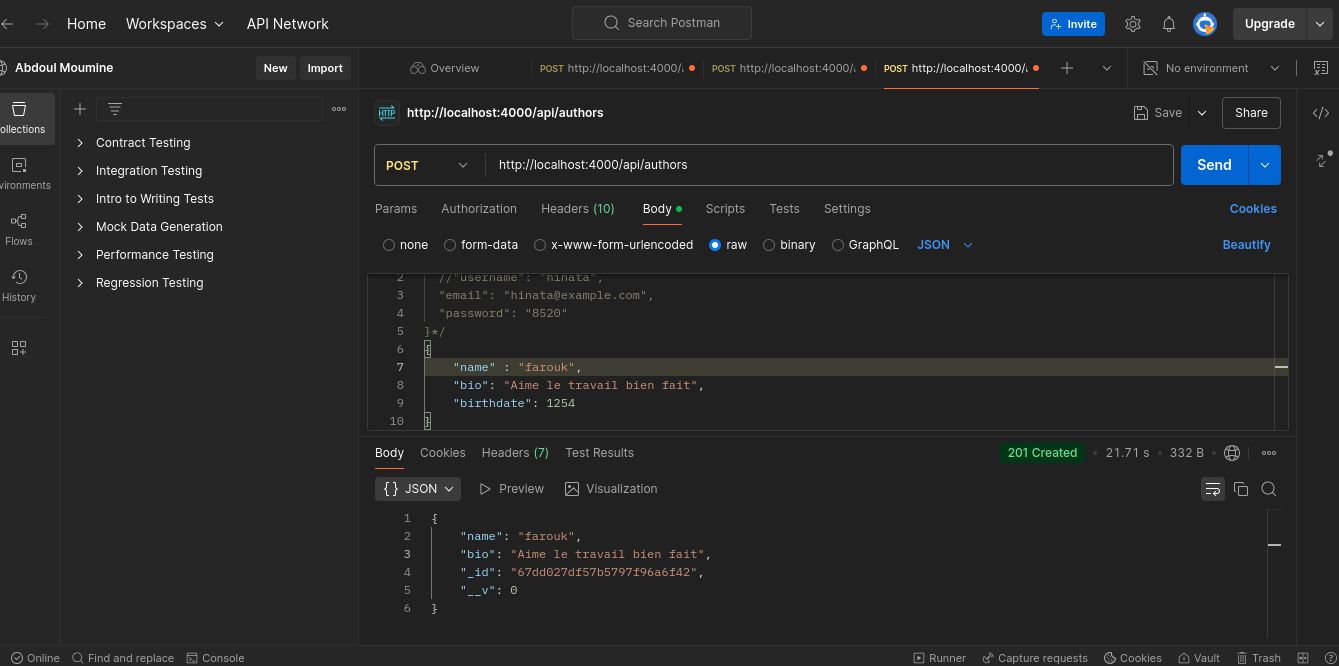 Home Workspaces API Network Search Postman Invite Upgrade
Abdoul Moumine New Import Overview POST http://localhost:4000/ POST http://localhost:4000/ POST http://localhost:4000/ No environment
http://localhost:4000/api/authors Save Share
ollections
Contract Testing
Integration Testing
Intro to Writing Tests
Mock Data Generation
Performance Testing
Regression Testing
vironments
Flows
History
POST http://localhost:4000/api/authors Send
Params Authorization Headers (10) Body Scripts Tests Settings Cookies
none form-data x-www-form-urlencoded raw binary GraphQL JSON Beautify
2 //"username": "hinata",
3 "email": "hinata@example.com",
4 "password": "8520"
5 }*/
6 {
7 "name" : "farouk",
8 "bio": "Aime le travail bien fait",
9 "birthdate": 1254
10 }
Body Cookies Headers (7) Test Results 201 Created • 21.71 s • 332 B •
{} JSON Preview Visualization
1 {
2 "name": "farouk",
3 "bio": "Aime le travail bien fait",
4 "_id": "67dd027df57b5797f96a6f42",
5 "__v": 0
6 }
Online Find and replace Console Runner Capture requests Cookies Vault Trash